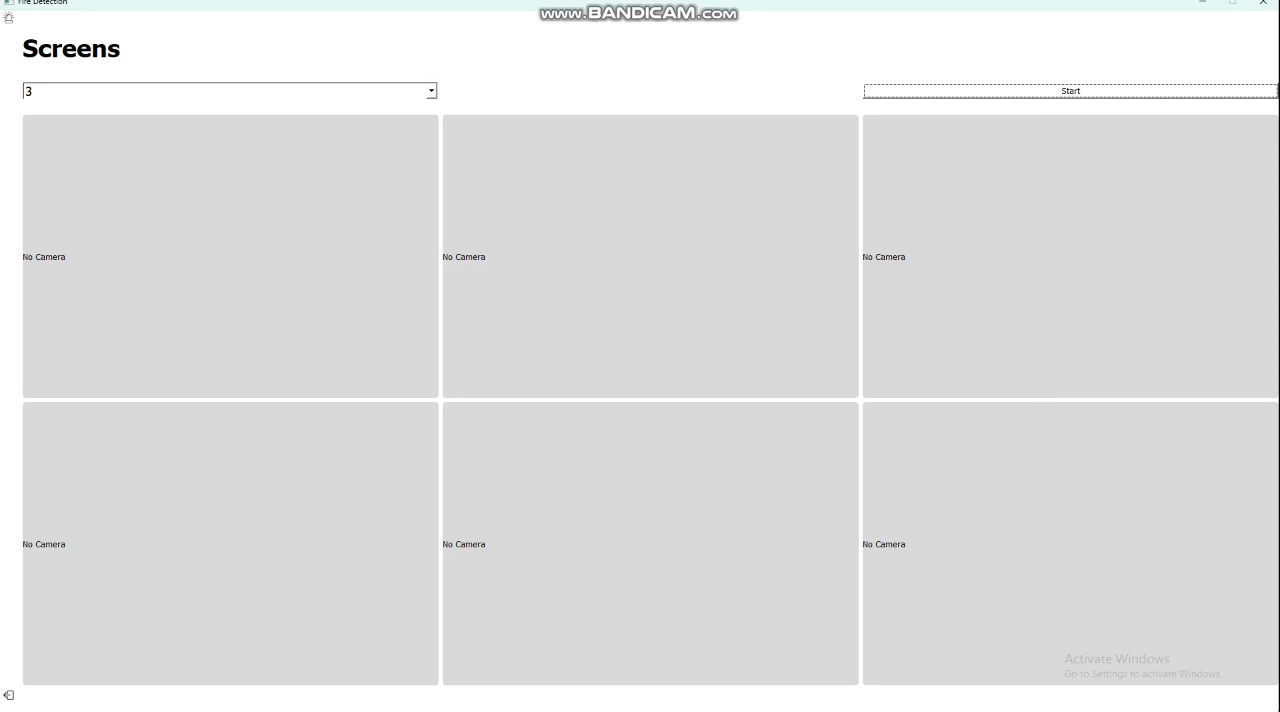 Fire Detection
www.BANDICAM.com
Screens
3
Start
No Camera
No Camera
No Camera
No Camera
No Camera
No Camera
Activate Windows
Go to Settings to activate Windows.